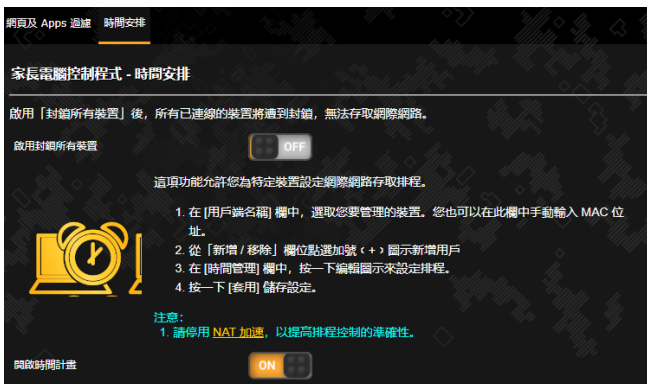 網頁及 Apps 過濾 時間安排
家長電腦控制程式 - 時間安排
啟用「封鎖所有裝置」後，所有已連線的裝置將遭到封鎖，無法存取網際網路。
啟用封鎖所有裝置 OFF
這項功能允許您為特定裝置設定網際網路存取排程。
1. 在 [用戶端名稱] 欄中，選取您要管理的裝置。您也可以在此欄中手動輸入 MAC 位
址。
2. 從「新增 / 移除」欄位點選加號﹙+﹚圖示新增用戶
3. 在 [時間管理] 欄中，按一下編輯圖示來設定排程。
4. 按一下 [套用] 儲存設定。
注意：
1. 請停用 NAT 加速，以提高排程控制的準確性。
開啟時間計畫 ON